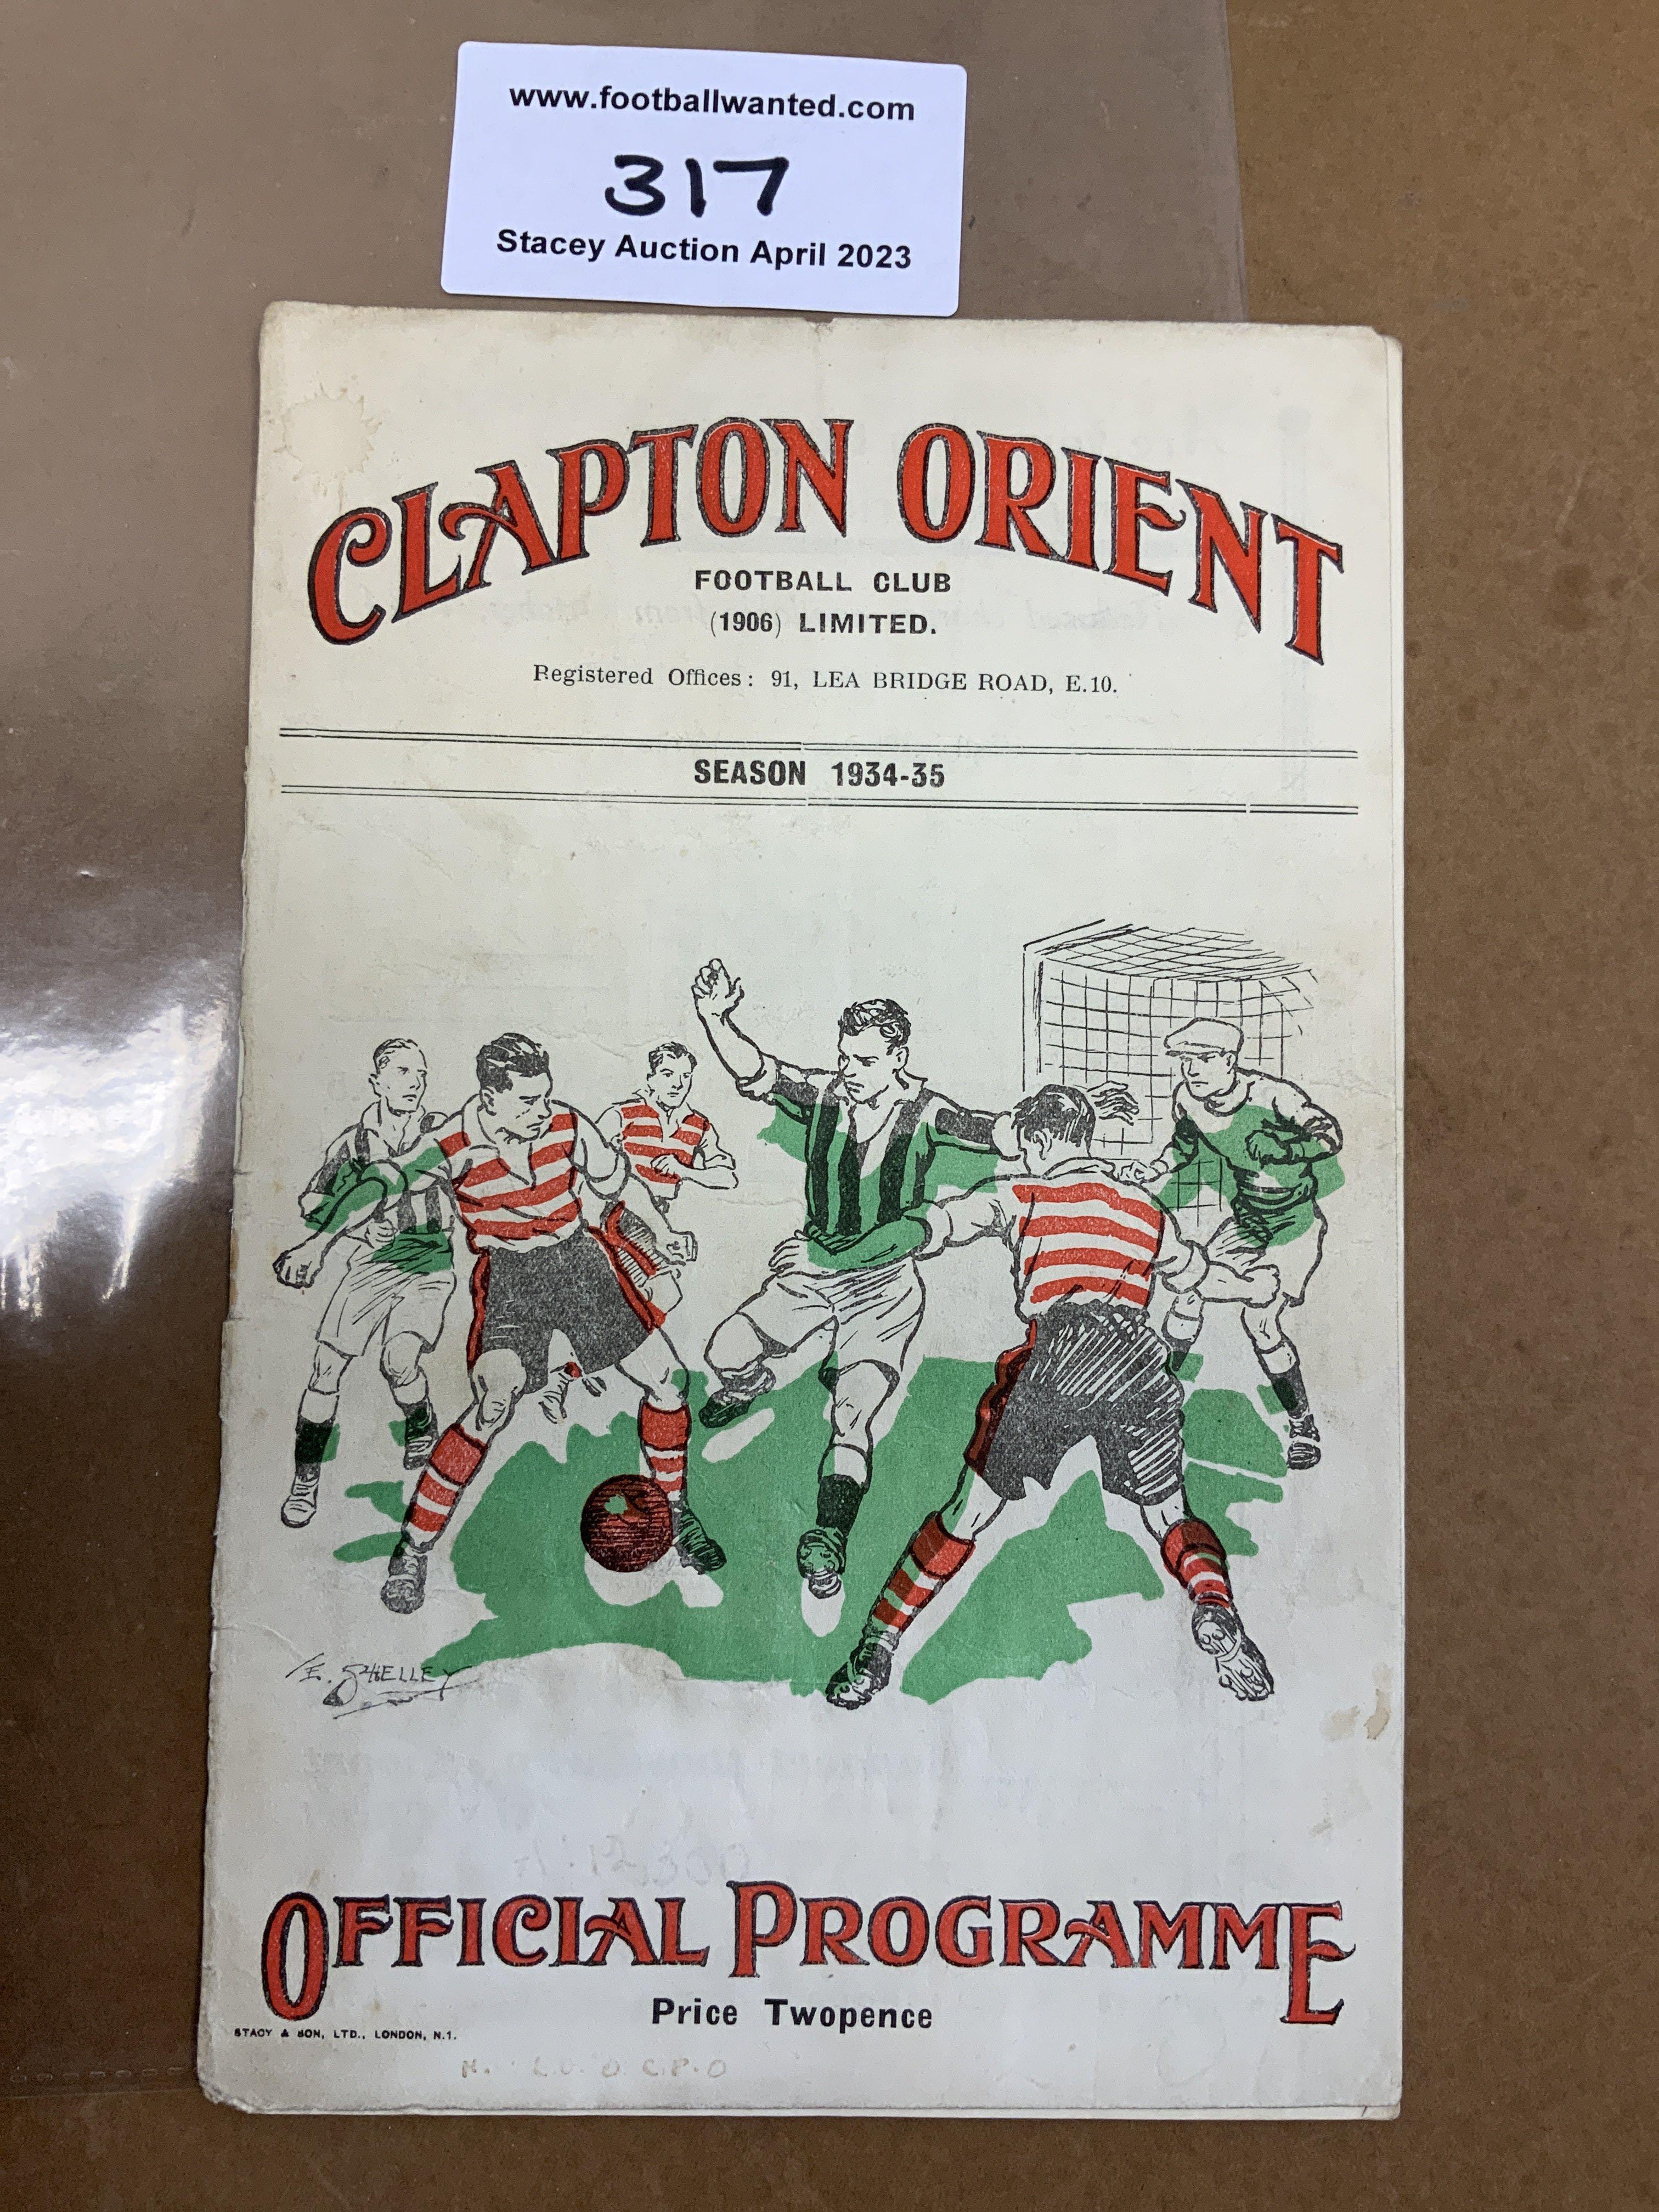 www.footballwanted.com
317
Stacey Auction April 2023
CLAPTON ORIENT
FOOTBALL CLUB
(1906) LIMITED.
Registered Offices: 91, LEA BRIDGE ROAD, E.10.
SEASON 1934-35
E. SHELLEY
OFFICIAL PROGRAMME
Price Twopence
STACY & SON, LTD., LONDON, N.1.